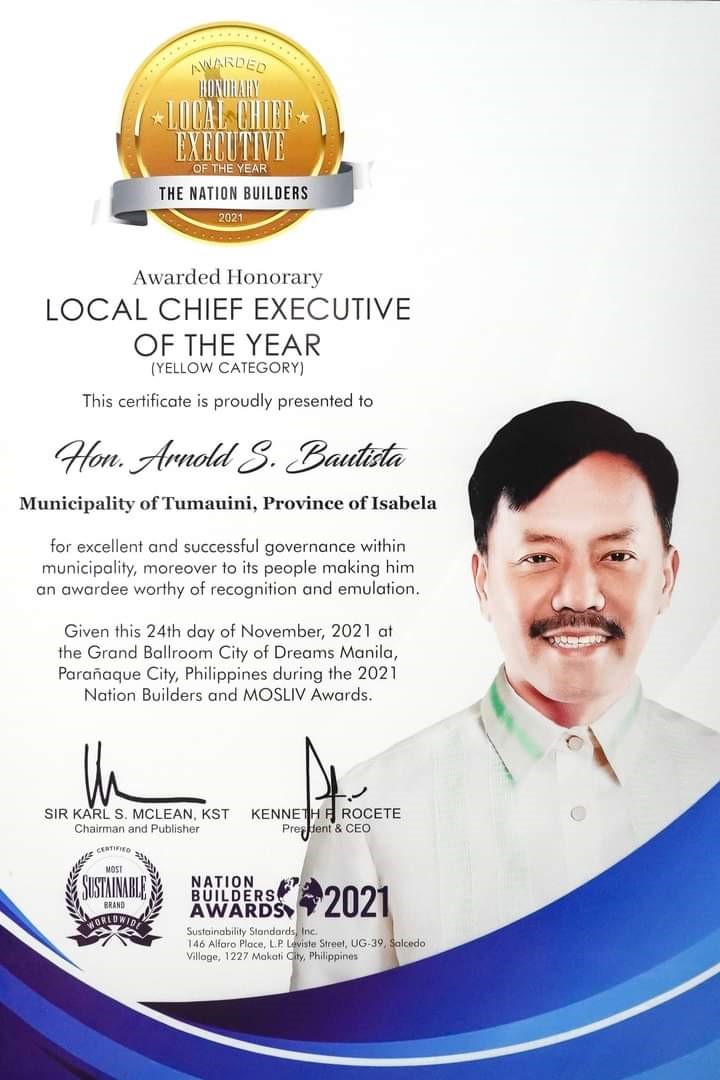 AWARDED
HONORARY
LOCAL CHIEF
EXECUTIVE
OF THE YEAR
THE NATION BUILDERS
2021
Awarded Honorary
LOCAL CHIEF EXECUTIVE
OF THE YEAR
(YELLOW CATEGORY)
This certificate is proudly presented to
Hon. Arnold S. Bautista
Municipality of Tumauini, Province of Isabela
for excellent and successful governance within
municipality, moreover to its people making him
an awardee worthy of recognition and emulation.
Given this 24th day of November, 2021 at
the Grand Ballroom City of Dreams Manila,
Parañaque City, Philippines during the 2021
Nation Builders and MOSLIV Awards.
SIR KARL S. MCLEAN, KST
Chairman and Publisher
KENNETH P. ROCETE
President & CEO
CERTIFIED
MOST
SUSTAINABLE
BRAND
WORLDWIDE
NATION
BUILDERS
AWARDS
2021
Sustainability Standards, Inc.
146 Alfaro Place, L.P. Leviste Street, UG-39, Salcedo
Village, 1227 Makati City, Philippines